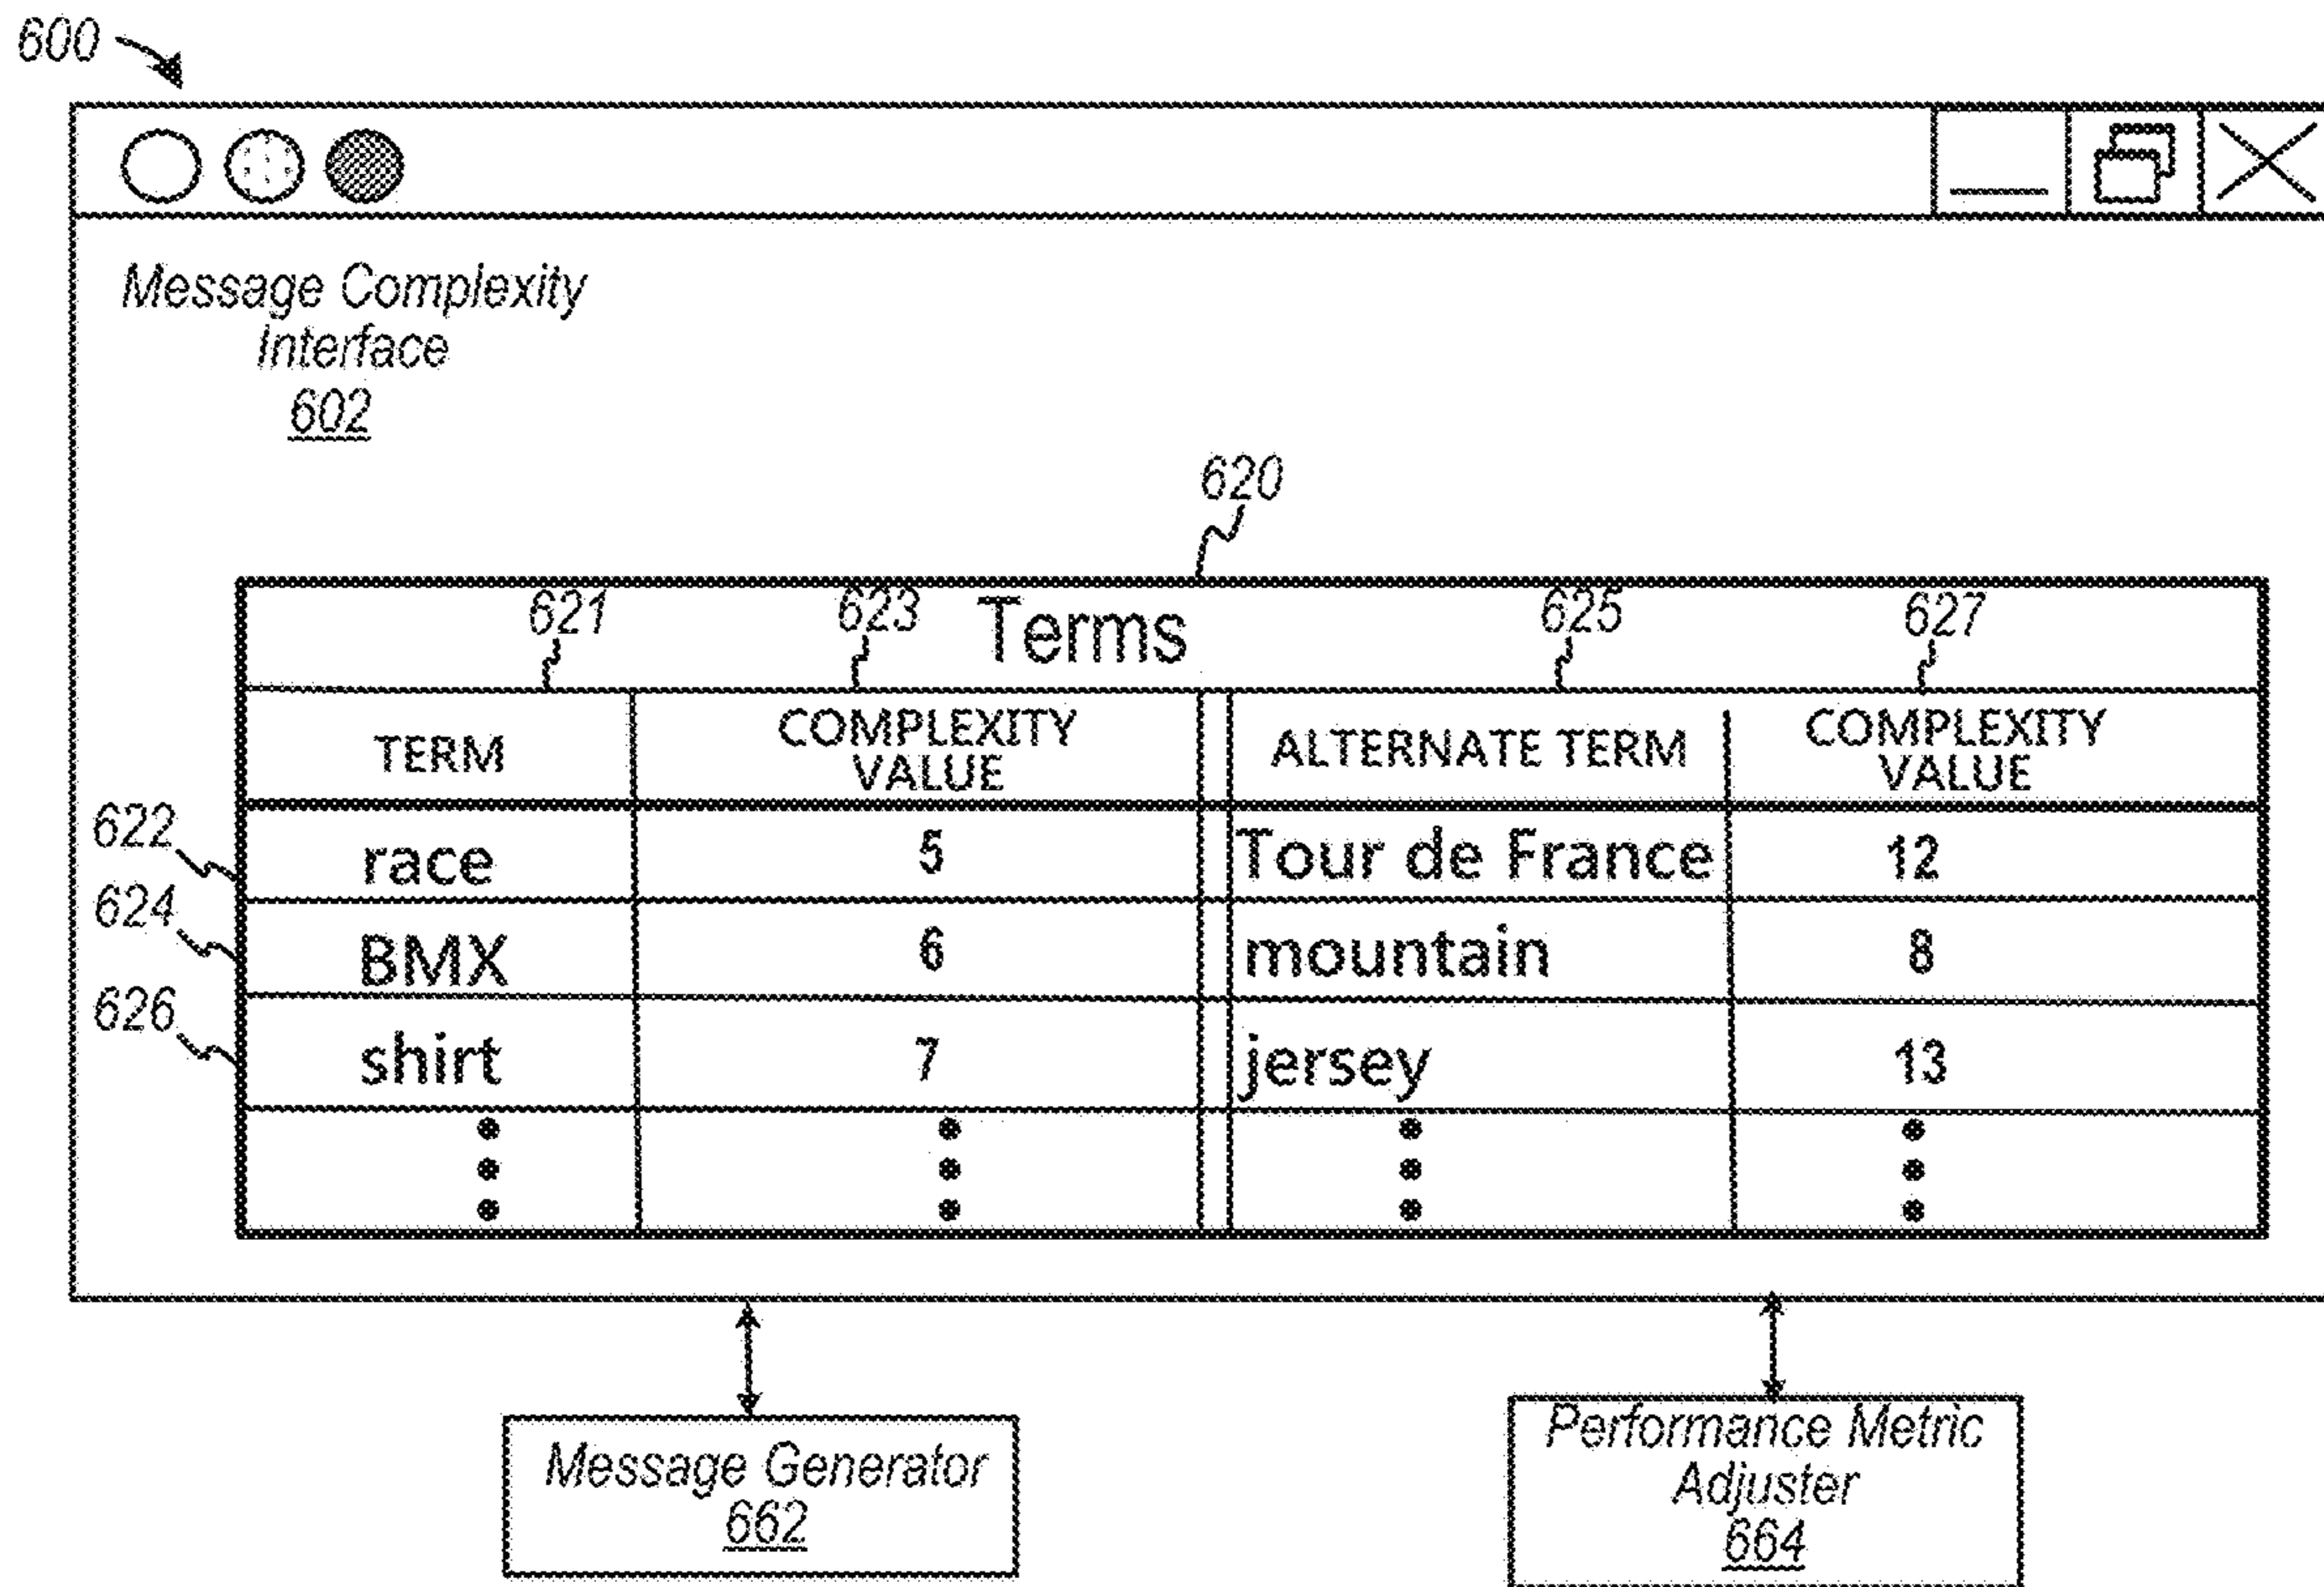 600
Message Complexity
Interface
602
620
621 623 Terms 625 627
TERM COMPLEXITY VALUE ALTERNATE TERM COMPLEXITY VALUE
622 race 5 Tour de France 12
624 BMX 6 mountain 8
626 shirt 7 jersey 13
Message Generator
662
Performance Metric
Adjuster
664